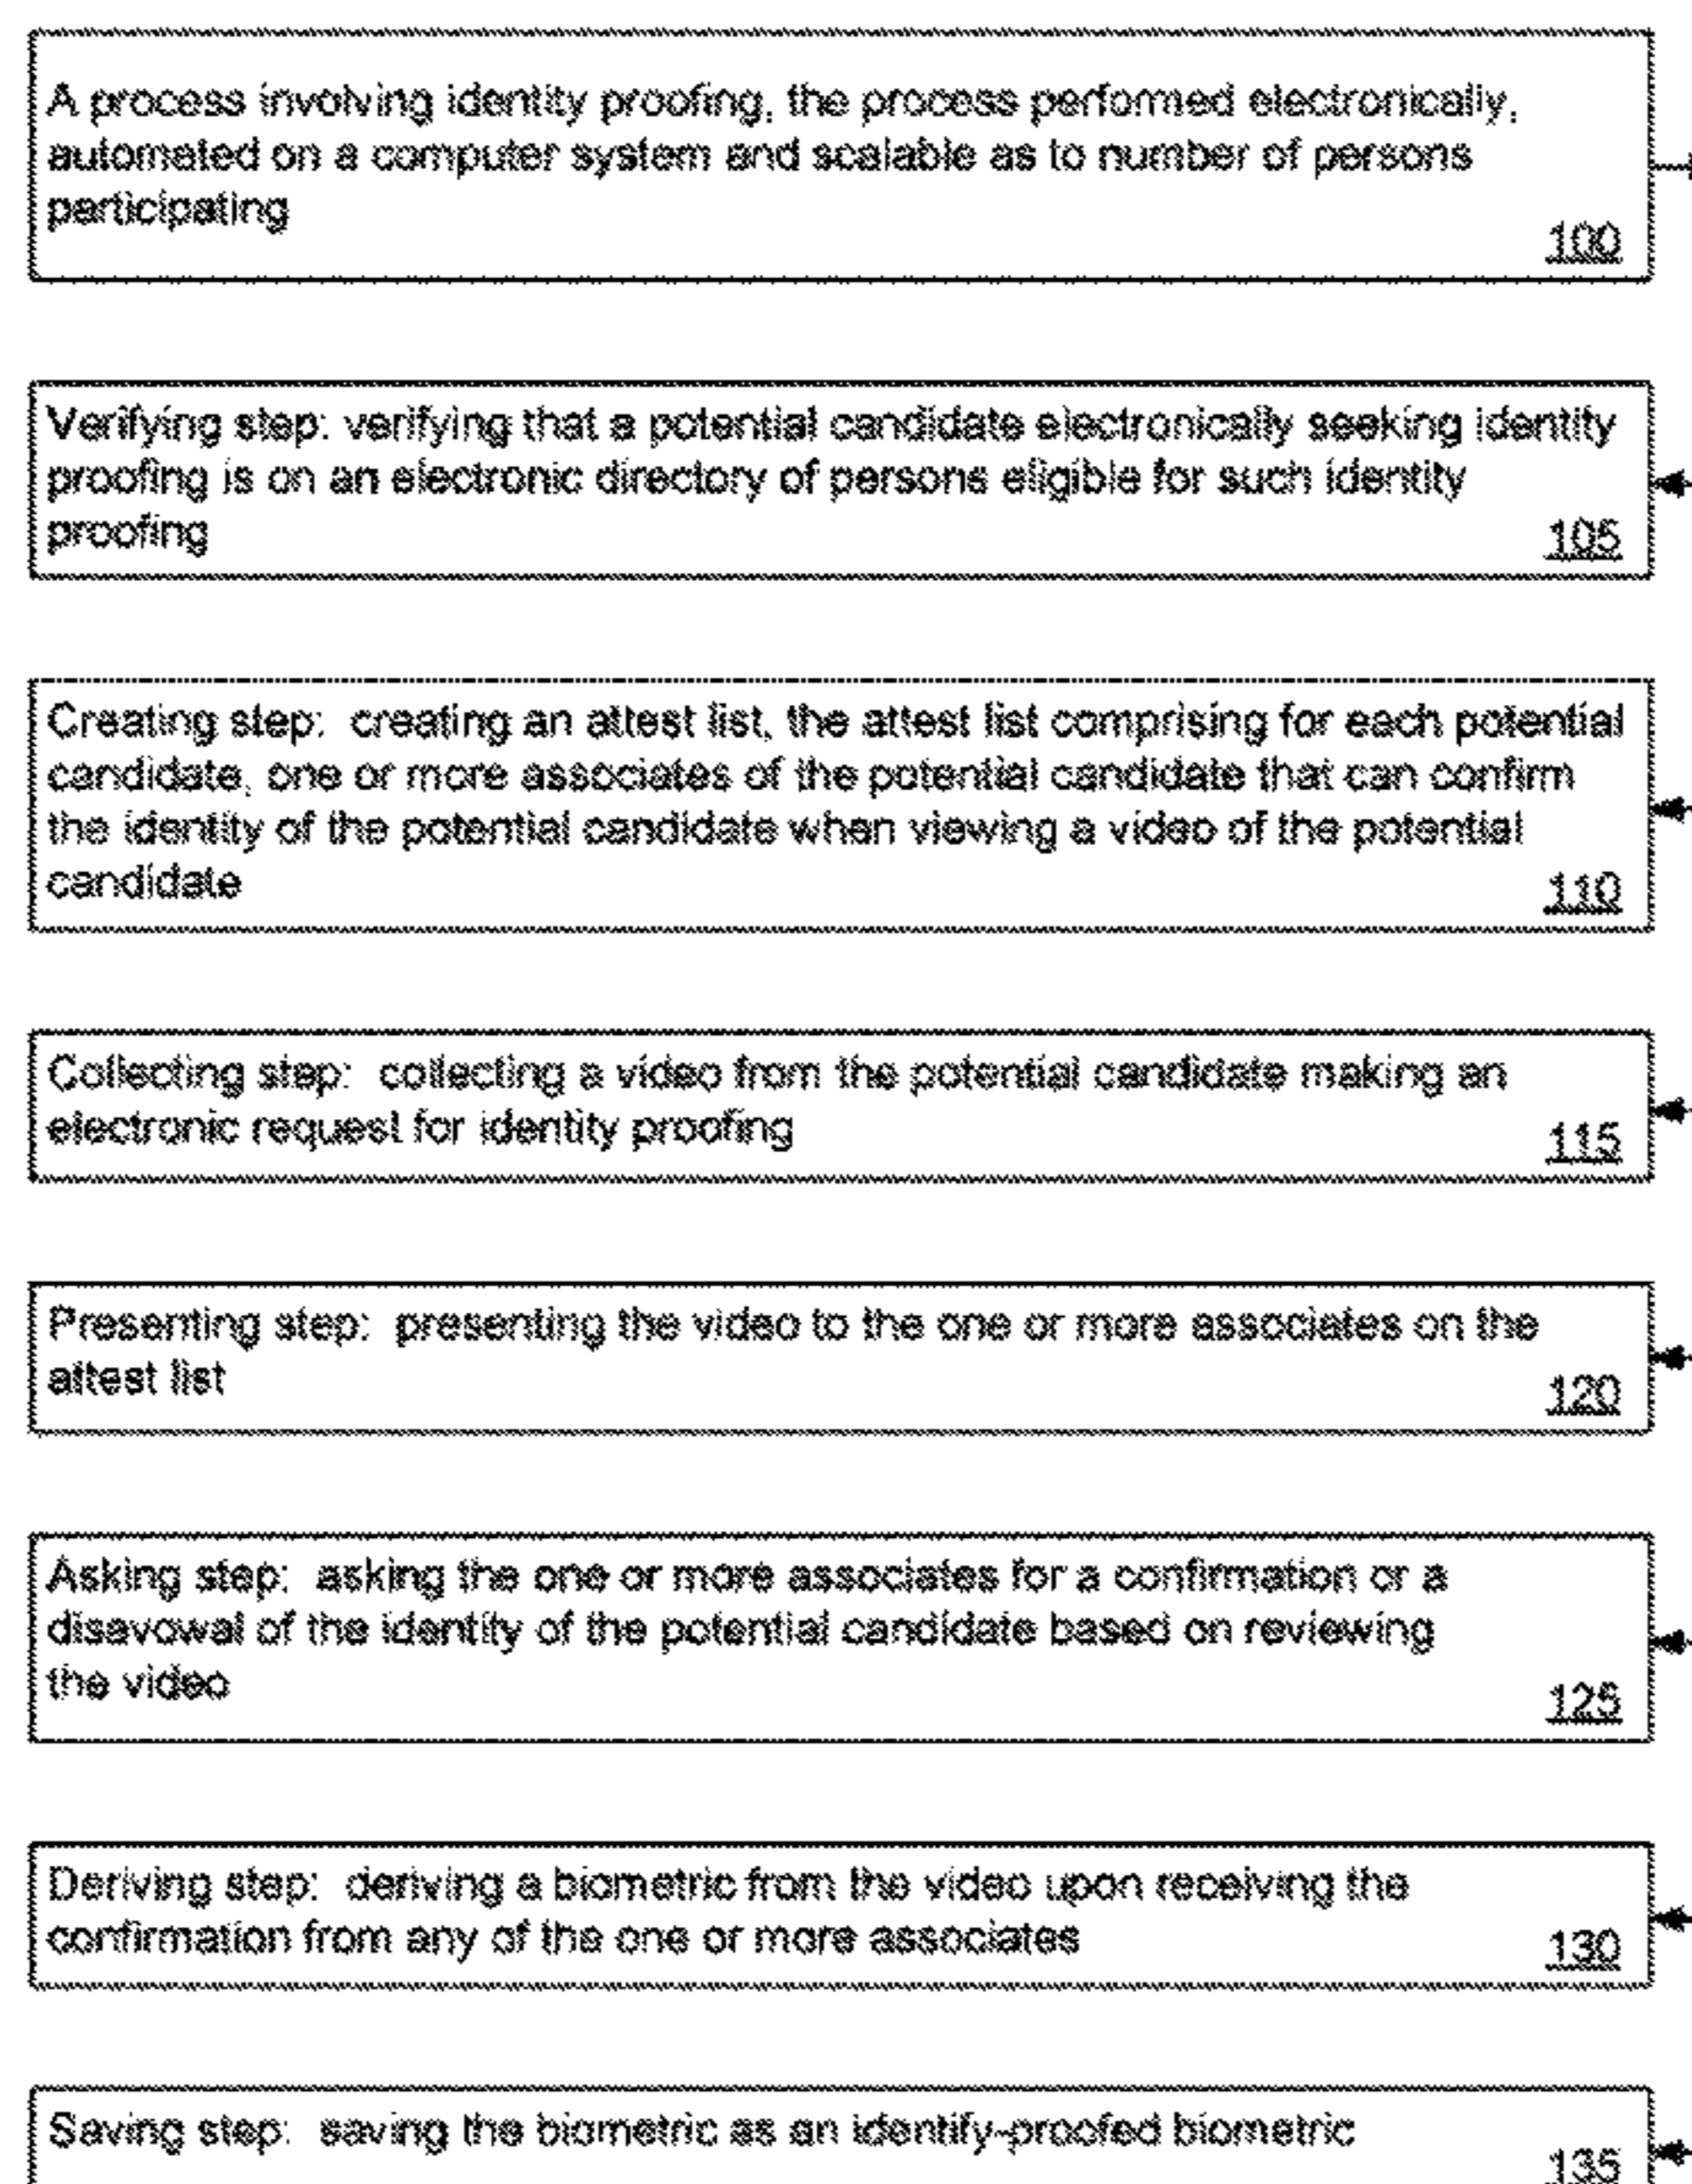 A process involving identity proofing, the process performed electronically,
automated on a computer system and scalable as to number of persons
participating
100
Verifying step: verifying that a potential candidate electronically seeking identity
proofing is on an electronic directory of persons eligible for such identity
proofing
105
Creating step: creating an attest list, the attest list comprising for each potential
candidate, one or more associates of the potential candidate that can confirm
the identity of the potential candidate when viewing a video of the potential
candidate
110
Collecting step: collecting a video from the potential candidate making an
electronic request for identity proofing
115
Presenting step: presenting the video to the one or more associates on the
attest list
120
Asking step: asking the one or more associates for a confirmation or a
disavowal of the identity of the potential candidate based on reviewing
the video
125
Deriving step: deriving a biometric from the video upon receiving the
confirmation from any of the one or more associates
130
Saving step: saving the biometric as an identify-proofed biometric
135